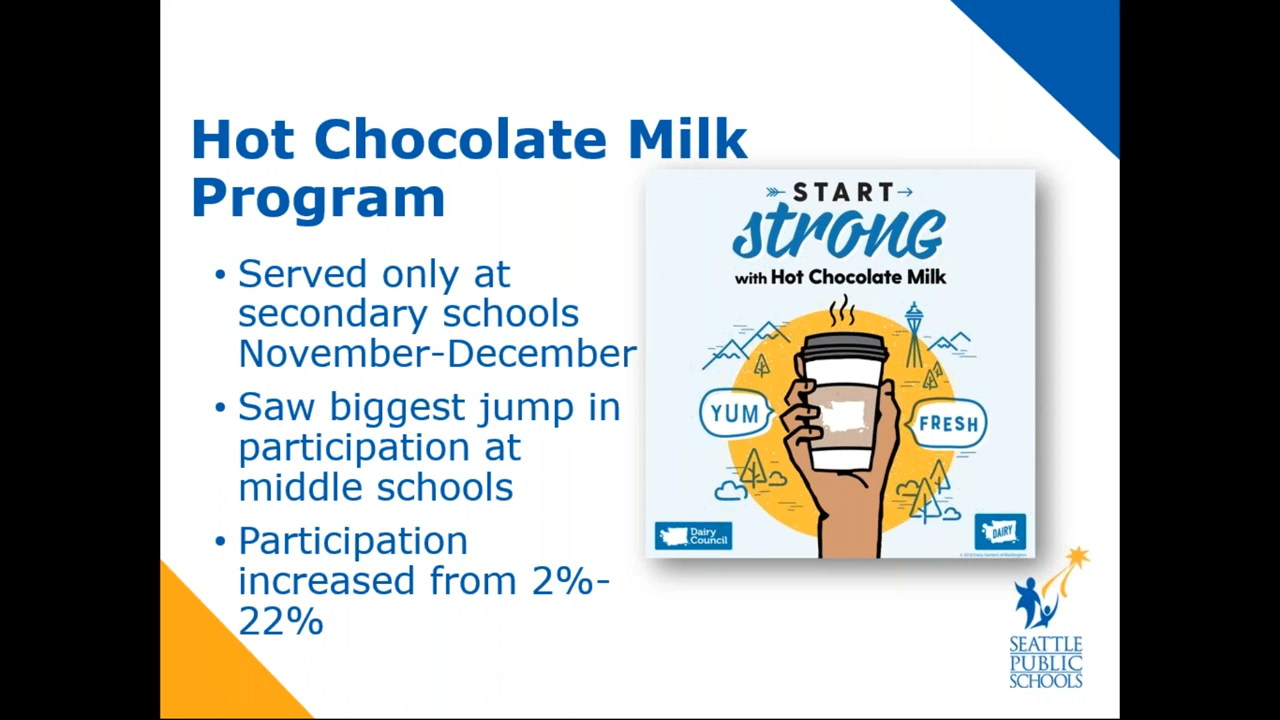 Hot Chocolate Milk
Program
• Served only at
secondary schools
November-December
• Saw biggest jump in
participation at
middle schools
• Participation
increased from 2%-
22%
START
strong
with Hot Chocolate Milk
YUM
FRESH
Dairy
Council
DAIRY
SEATTLE
PUBLIC
SCHOOLS